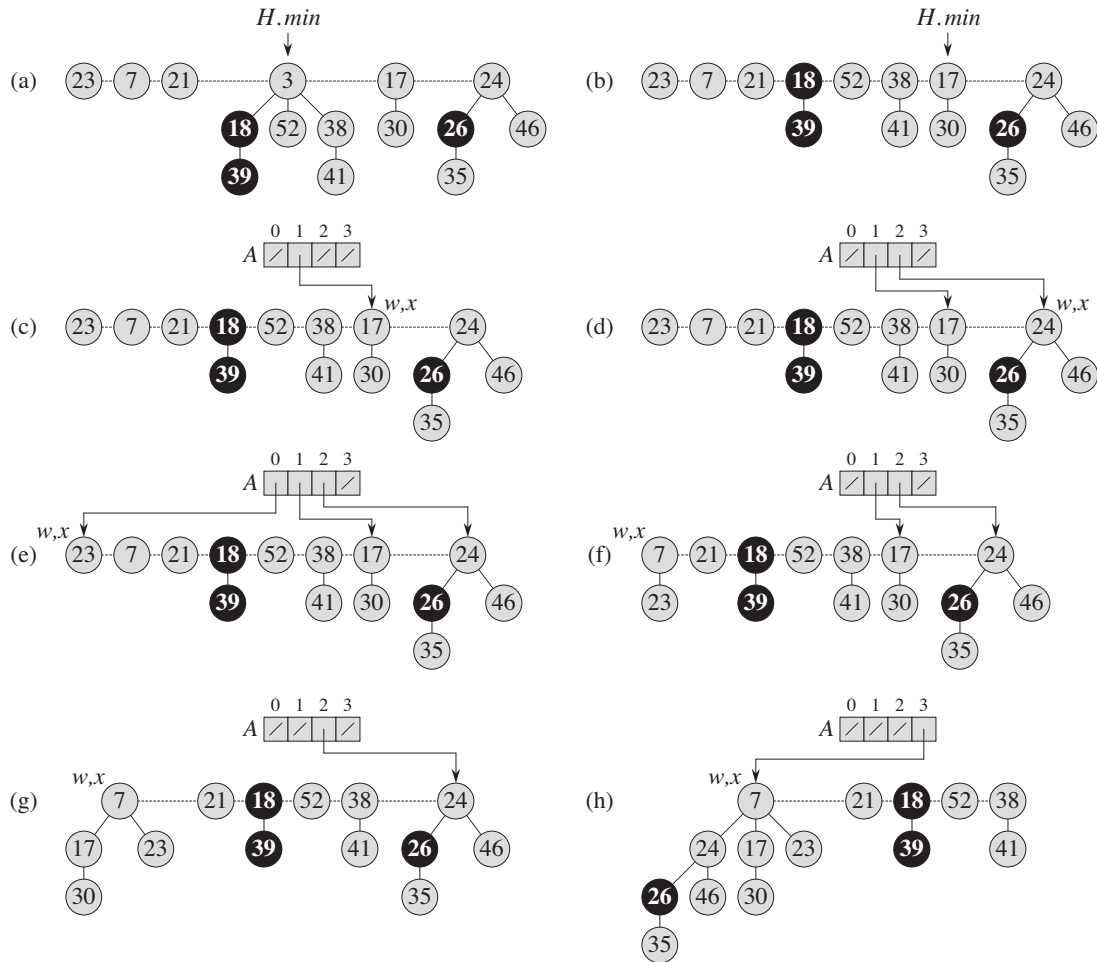 H.min H.min
(a) 23 7 21 3 17 24 (b) 23 7 21 18 52 38 17 24
18 52 38 30 26 46 39 41 30 26 46
39 41 35 35
0 1 2 3 0 1 2 3
A A
w,x w,x
(c) 23 7 21 18 52 38 17 24 (d) 23 7 21 18 52 38 17 24
39 41 30 26 46 39 41 30 26 46
35 35
0 1 2 3 0 1 2 3
A A
w,x w,x
(e) 23 7 21 18 52 38 17 24 (f) 7 21 18 52 38 17 24
39 41 30 26 46 23 39 41 30 26 46
35 35
0 1 2 3 0 1 2 3
A A
w,x w,x
(g) 7 21 18 52 38 24 (h) 7 21 18 52 38
17 23 39 41 26 46 24 17 23 39 41
30 35 26 46 30
35